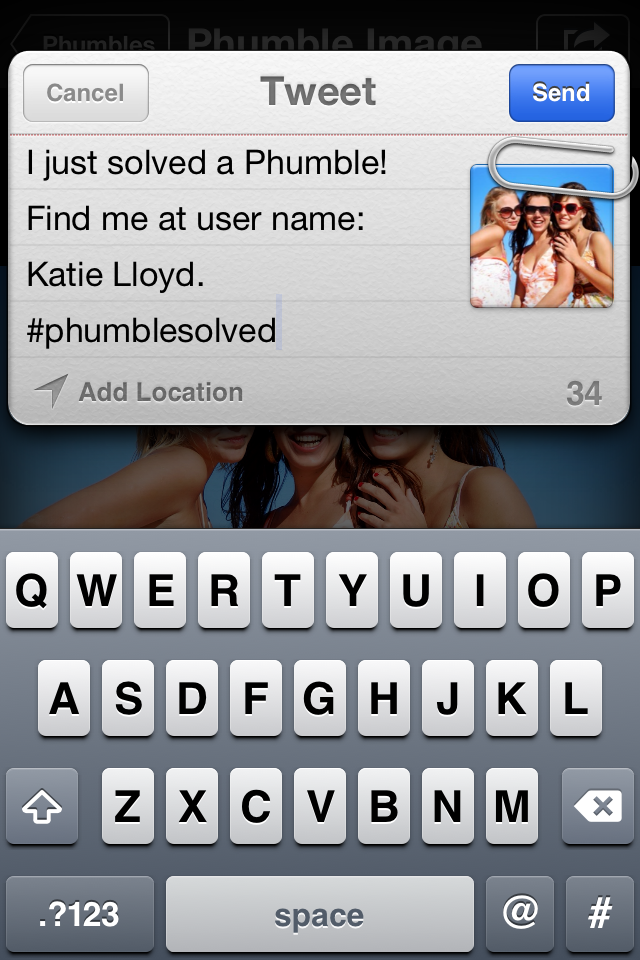 Phumbles Phumble Image
Cancel Tweet Send
I just solved a Phumble!
Find me at user name:
Katie Lloyd.
#phumblesolved
Add Location 34
Q W E R T Y U I O P
A S D F G H J K L
Z X C V B N M
.?123 space @ #